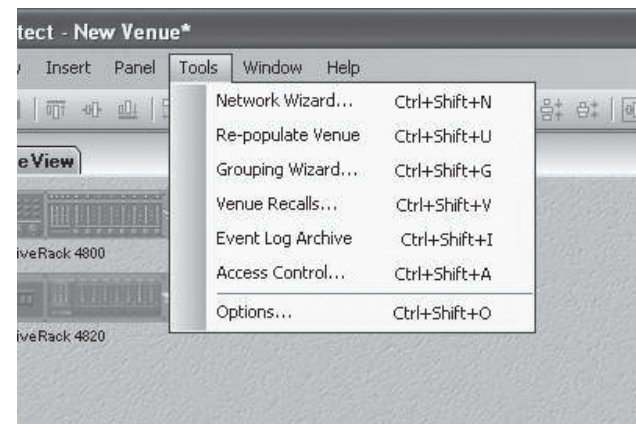 tect - New Venue*
Insert Panel Tools Window Help
Network Wizard... Ctrl+Shift+N
Re-populate Venue Ctrl+Shift+U
Grouping Wizard... Ctrl+Shift+G
Venue Recalls... Ctrl+Shift+V
Event Log Archive Ctrl+Shift+I
Access Control... Ctrl+Shift+A
Options... Ctrl+Shift+O
eView
iveRack 4800
iveRack 4820